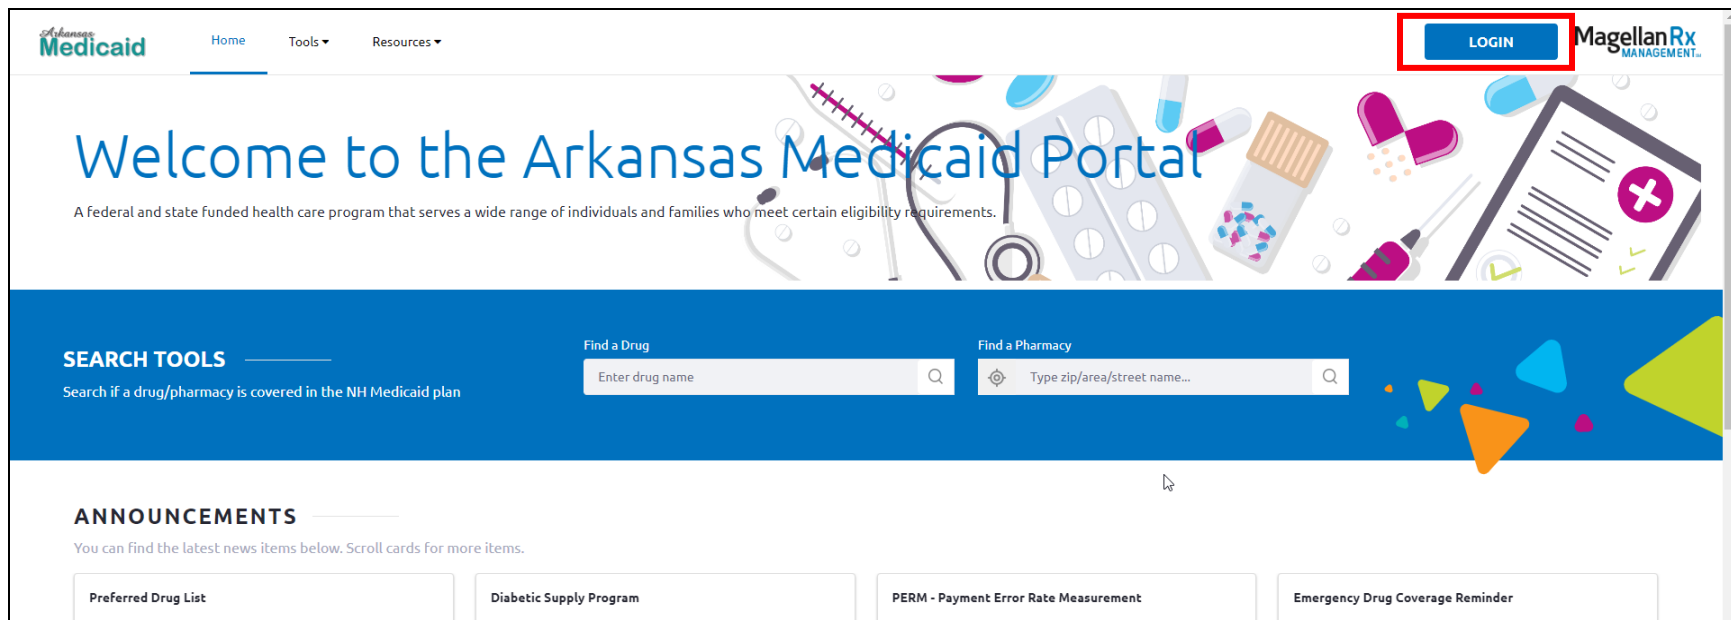 Arkansas
Medicaid
Home
Tools
Resources
LOGIN
MagellanRx
MANAGEMENT
Welcome to the Arkansas Medicaid Portal
A federal and state funded health care program that serves a wide range of individuals and families who meet certain eligibility requirements.
SEARCH TOOLS
Search if a drug/pharmacy is covered in the NH Medicaid plan
Find a Drug
Enter drug name
Find a Pharmacy
Type zip/area/street name...
ANNOUNCEMENTS
You can find the latest news items below. Scroll cards for more items.
Preferred Drug List
Diabetic Supply Program
PERM - Payment Error Rate Measurement
Emergency Drug Coverage Reminder